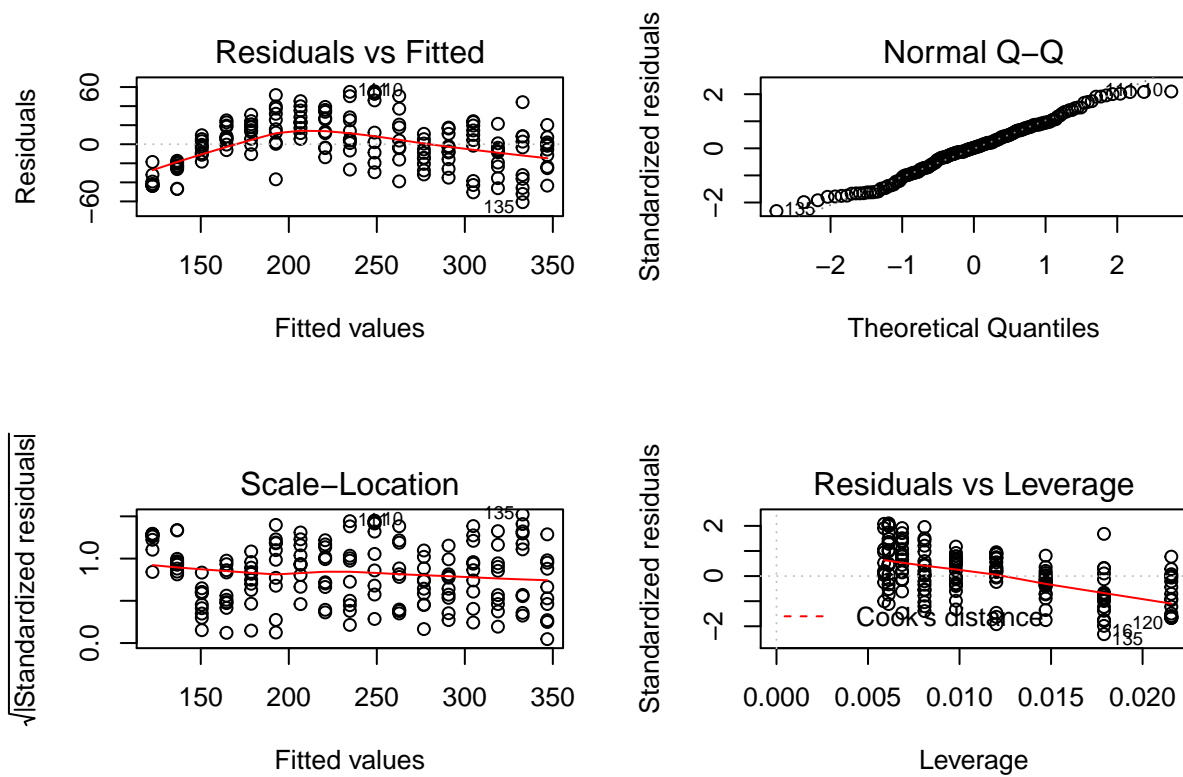 Residuals vs Fitted
Residuals
60
0
−60
150 200 250 300 350
Fitted values
135
Normal Q−Q
Standardized residuals
2
0
−2
−2 −1 0 1 2
Theoretical Quantiles
135
Scale−Location
√|Standardized residuals|
1.0
0.0
150 200 250 300 350
Fitted values
135
Residuals vs Leverage
Standardized residuals
2
0
−2
0.000 0.005 0.010 0.015 0.020
Leverage
Cook's distance
16
120
135